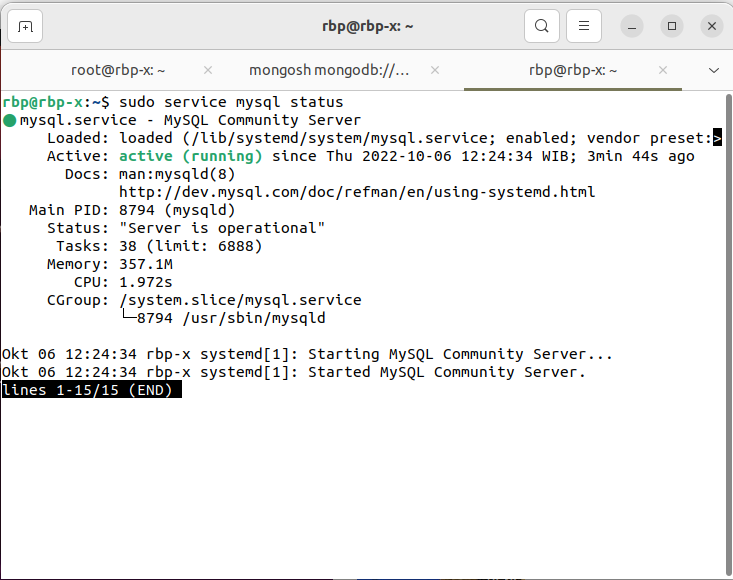 rbp@rbp-x: ~
root@rbp-x: ~
mongosh mongodb://...
rbp@rbp-x: ~
rbp@rbp-x:~$ sudo service mysql status
●mysql.service - MySQL Community Server
     Loaded: loaded (/lib/systemd/system/mysql.service; enabled; vendor preset:>
     Active: active (running) since Thu 2022-10-06 12:24:34 WIB; 3min 44s ago
       Docs: man:mysqld(8)
             http://dev.mysql.com/doc/refman/en/using-systemd.html
   Main PID: 8794 (mysqld)
     Status: "Server is operational"
      Tasks: 38 (limit: 6888)
     Memory: 357.1M
        CPU: 1.972s
     CGroup: /system.slice/mysql.service
             └─8794 /usr/sbin/mysqld
Okt 06 12:24:34 rbp-x systemd[1]: Starting MySQL Community Server...
Okt 06 12:24:34 rbp-x systemd[1]: Started MySQL Community Server.
lines 1-15/15 (END)